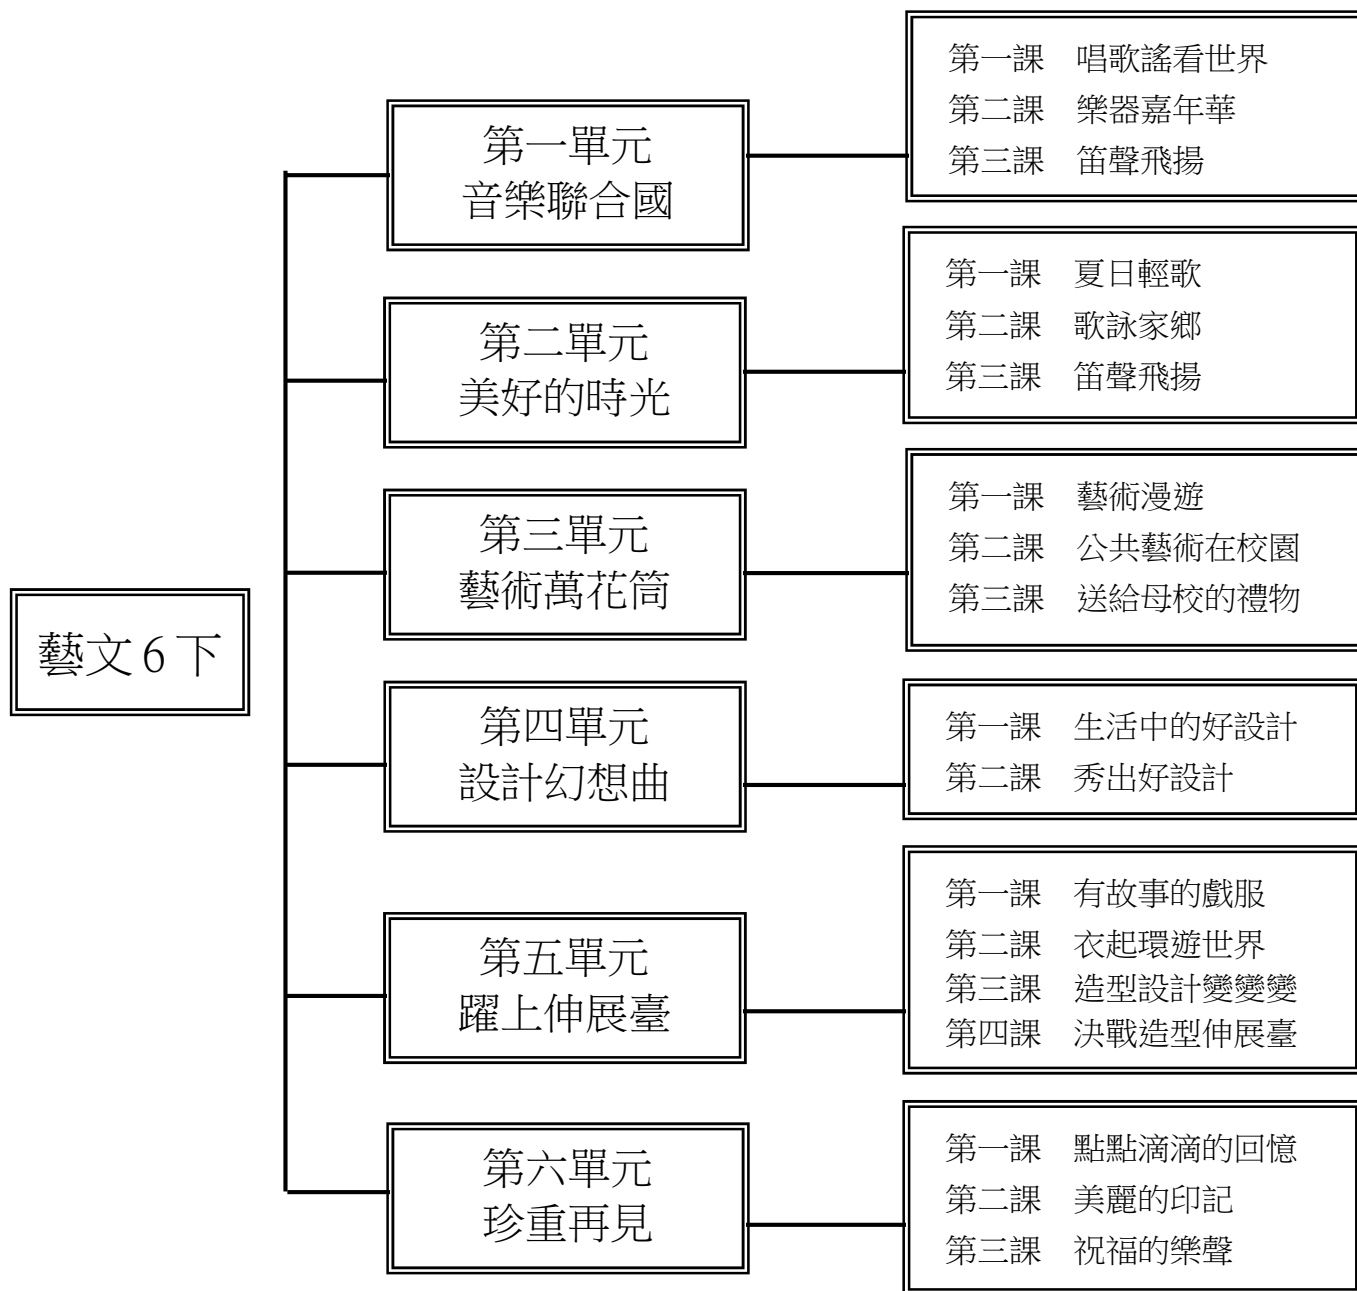 藝文6下
第一單元
音樂聯合國
第一課 唱歌謠看世界
第二課 樂器嘉年華
第三課 笛聲飛揚
第二單元
美好的時光
第一課 夏日輕歌
第二課 歌詠家鄉
第三課 笛聲飛揚
第三單元
藝術萬花筒
第一課 藝術漫遊
第二課 公共藝術在校園
第三課 送給母校的禮物
第四單元
設計幻想曲
第一課 生活中的好設計
第二課 秀出好設計
第五單元
躍上伸展臺
第一課 有故事的戲服
第二課 衣起環遊世界
第三課 造型設計變變變
第四課 決戰造型伸展臺
第六單元
珍重再見
第一課 點點滴滴的回憶
第二課 美麗的印記
第三課 祝福的樂聲